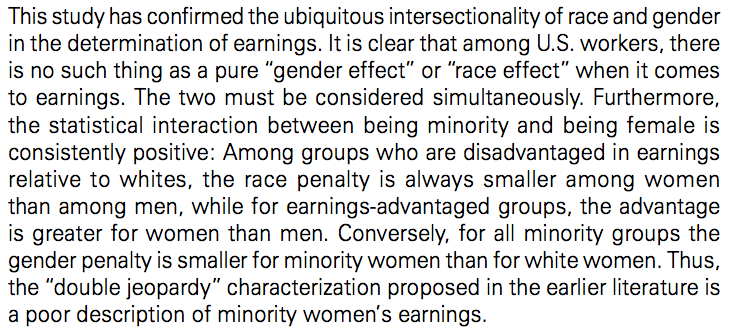 This study has confirmed the ubiquitous intersectionality of race and gender
in the determination of earnings. It is clear that among U.S. workers, there
is no such thing as a pure “gender effect” or “race effect” when it comes
to earnings. The two must be considered simultaneously. Furthermore,
the statistical interaction between being minority and being female is
consistently positive: Among groups who are disadvantaged in earnings
relative to whites, the race penalty is always smaller among women
than among men, while for earnings-advantaged groups, the advantage
is greater for women than men. Conversely, for all minority groups the
gender penalty is smaller for minority women than for white women. Thus,
the “double jeopardy” characterization proposed in the earlier literature is
a poor description of minority women’s earnings.